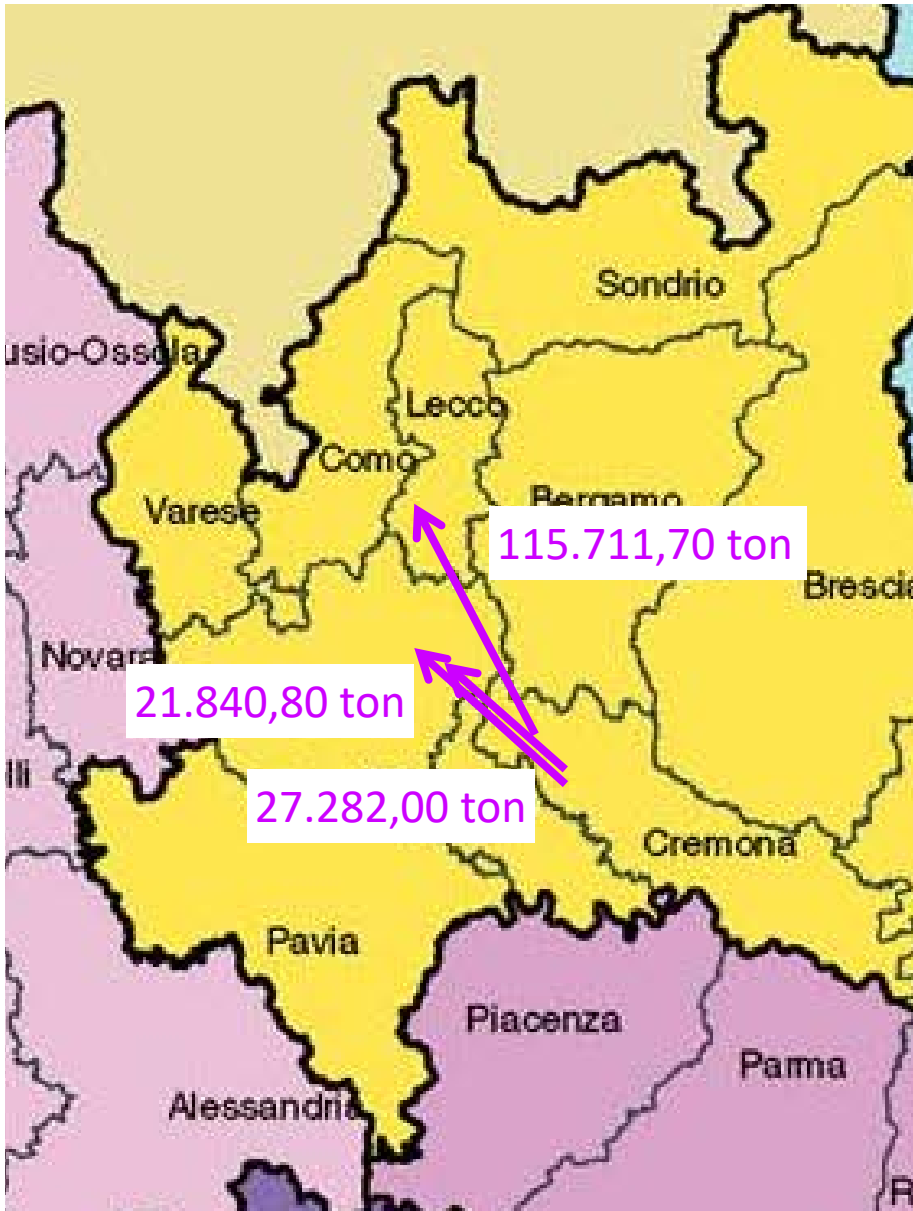 Sondrio
usio-Ossola
Lecco
Como
Varese
Bergamo
115.711,70 ton
Brescia
Novara
21.840,80 ton
lli
27.282,00 ton
Cremona
Pavia
Piacenza
Parma
Alessandria
R